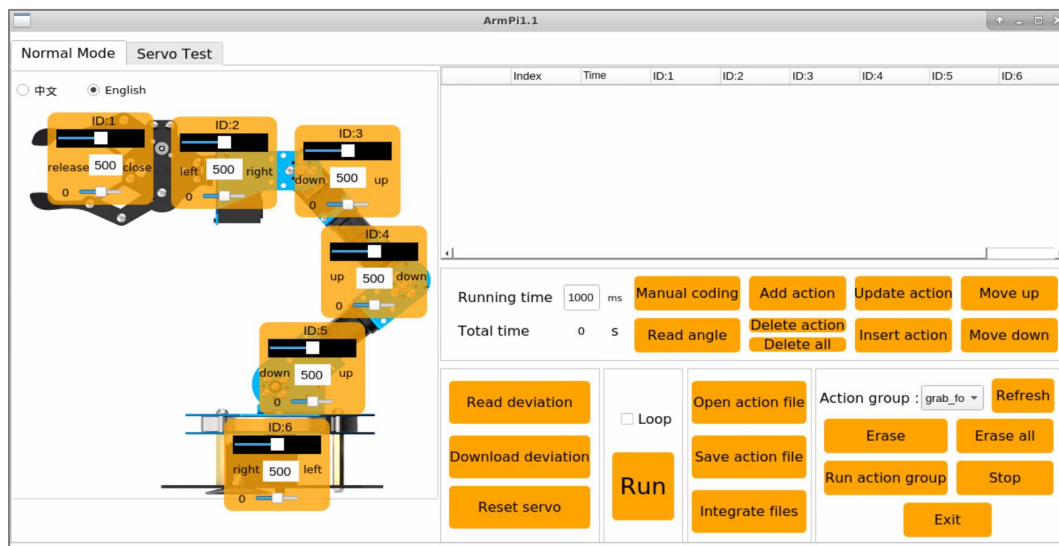 ArmPi1.1
Normal Mode Servo Test
中文 English
ID:1
release 500 close
0
ID:2
left 500 right
0
ID:3
down 500 up
0
ID:4
up 500 down
0
ID:5
down 500 up
0
ID:6
right 500 left
0
Index Time ID:1 ID:2 ID:3 ID:4 ID:5 ID:6
Running time 1000 ms
Total time 0 S
Manual coding Add action Update action Move up
Read angle Delete action Insert action Move down
Delete all
Read deviation
Download deviation
Reset servo
Loop
Run
Open action file
Save action file
Integrate files
Action group : grab_fo Refresh
Erase Erase all
Run action group Stop
Exit